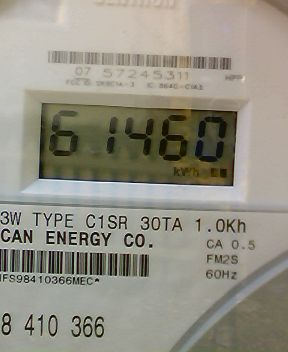 07 57245311
61460
kWh
3W TYPE C1SR 30TA 1.0Kh
CAN ENERGY CO.
CA 0.5
FM2S
60Hz
IFS98410366MEC*
8 410 366